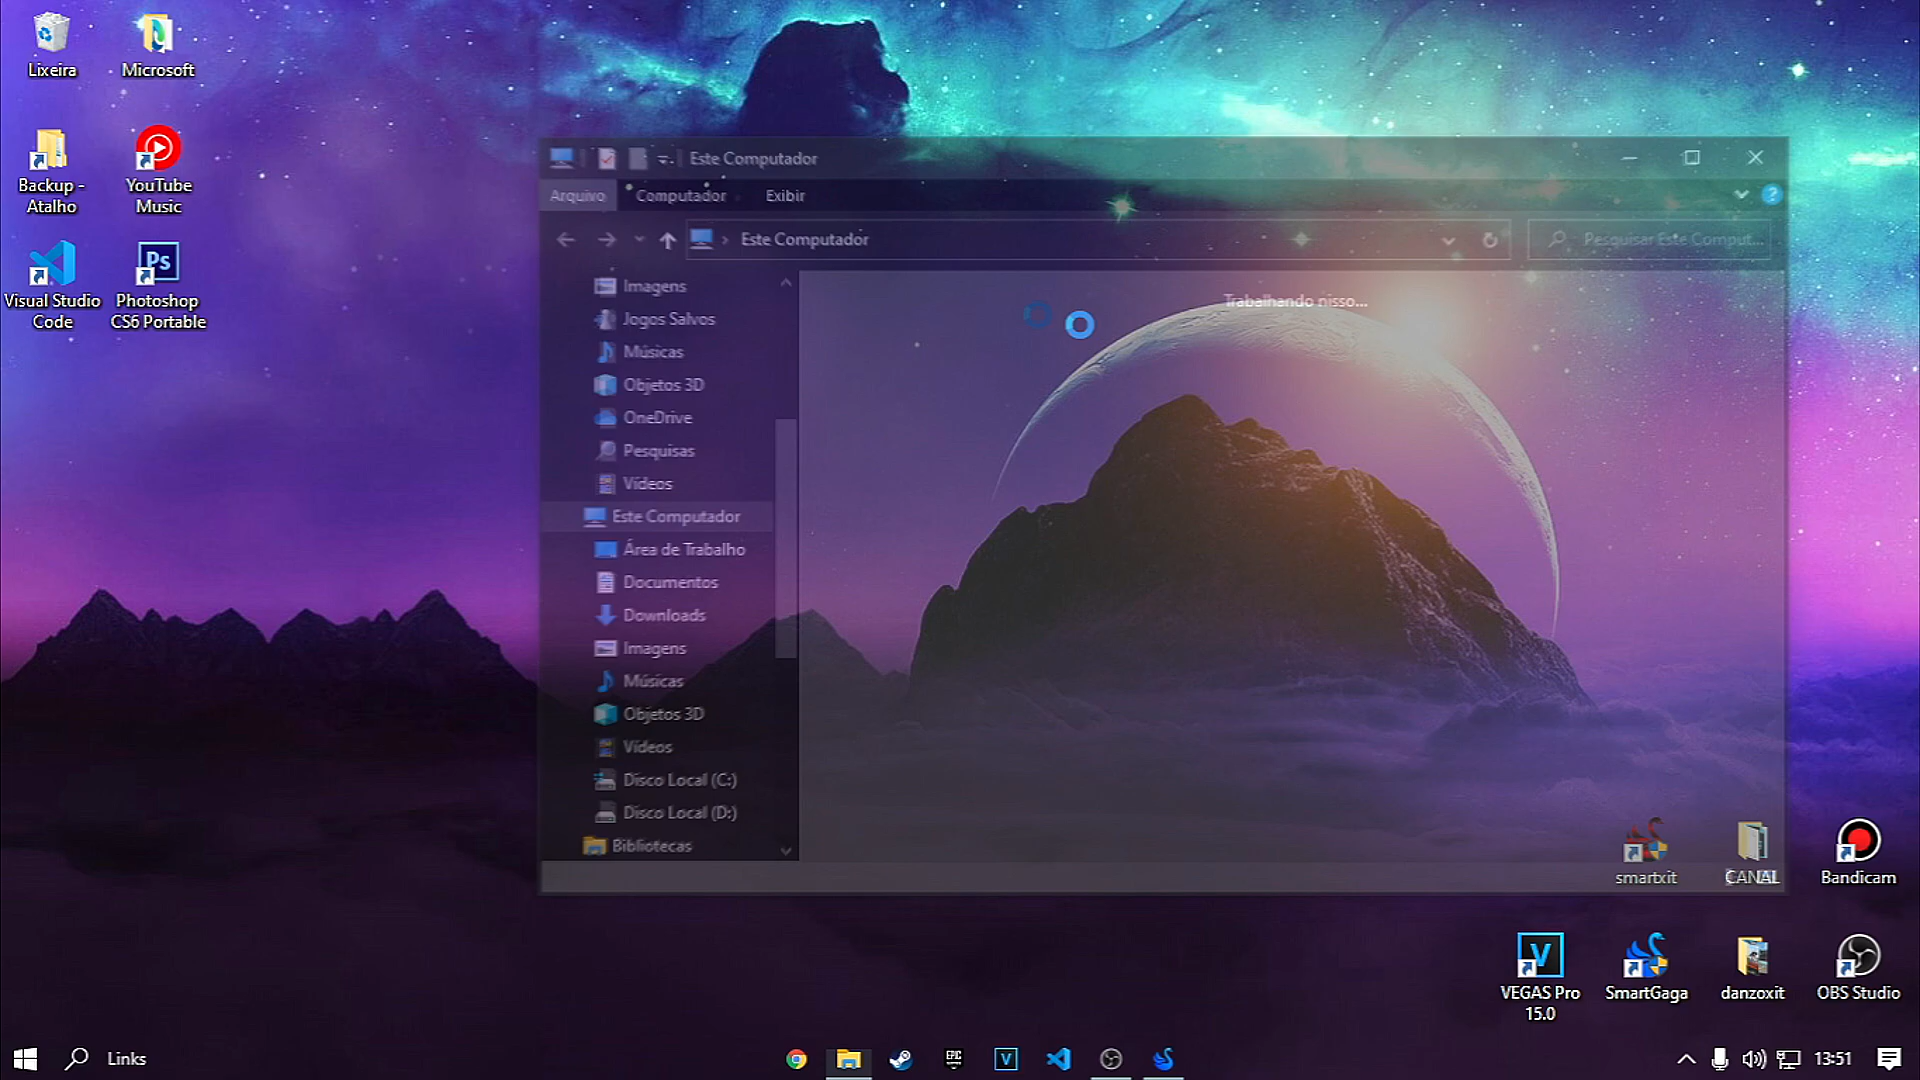 Lixeira
Microsoft
Backup -
Atalho
YouTube
Music
Visual Studio
Code
Ps
Photoshop
CS6 Portable
Este Computador
Arquivo
Computador
Exibir
?
Este Computador
Pesquisar Este Comput...
Imagens
Jogos Salvos
Músicas
Objetos 3D
OneDrive
Pesquisas
Vídeos
Este Computador
Área de Trabalho
Documentos
Downloads
Imagens
Músicas
Objetos 3D
Vídeos
Disco Local (C:)
Disco Local (D:)
Bibliotecas
Trabalhando nisso...
smartxit
CANAL
Bandicam
V
VEGAS Pro
15.0
SmartGaga
danzoxit
OBS Studio
Links
EPIC
V
13:51